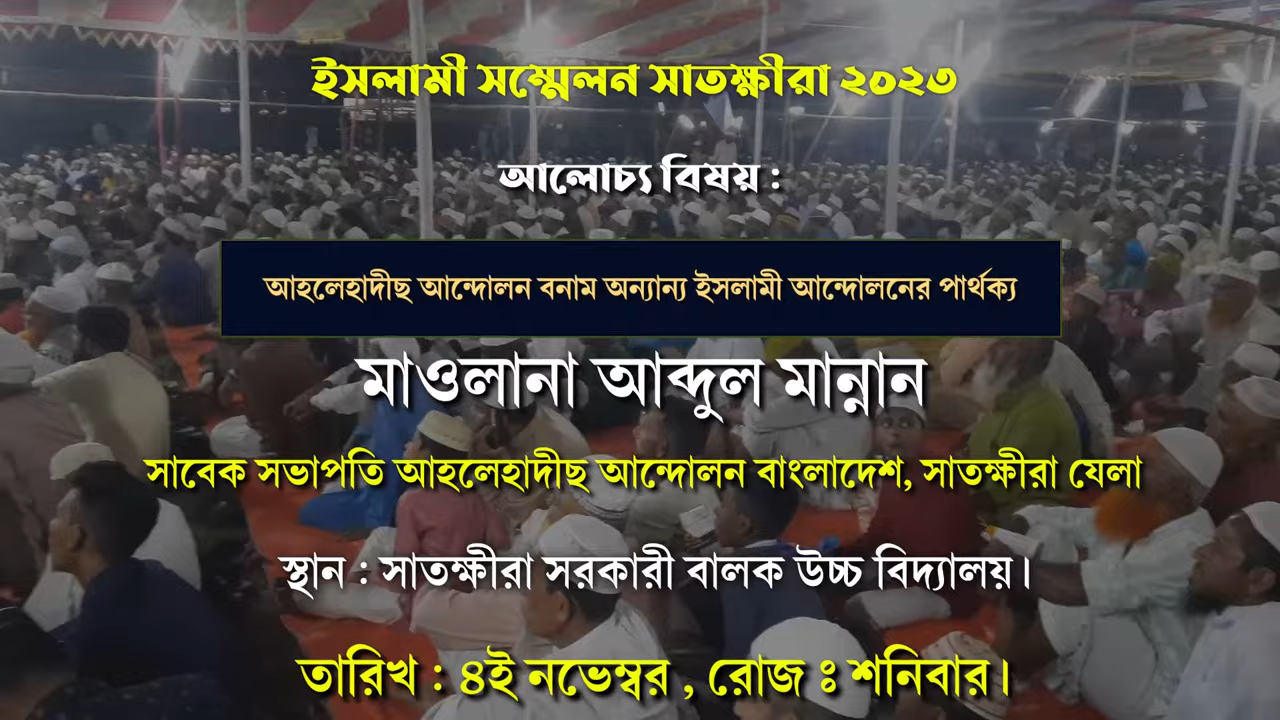 ইসলামী সম্মেলন সাতক্ষীরা ২০২৩
আলোচ্য বিষয় :
আহলেহাদীছ আন্দোলন বনাম অন্যান্য ইসলামী আন্দোলনের পার্থক্য
মাওলানা আব্দুল মান্নান
সাবেক সভাপতি আহলেহাদীছ আন্দোলন বাংলাদেশ, সাতক্ষীরা যেলা
স্থান : সাতক্ষীরা সরকারী বালক উচ্চ বিদ্যালয়।
তারিখ : ৪ই নভেম্বর , রোজ ঃ শনিবার।